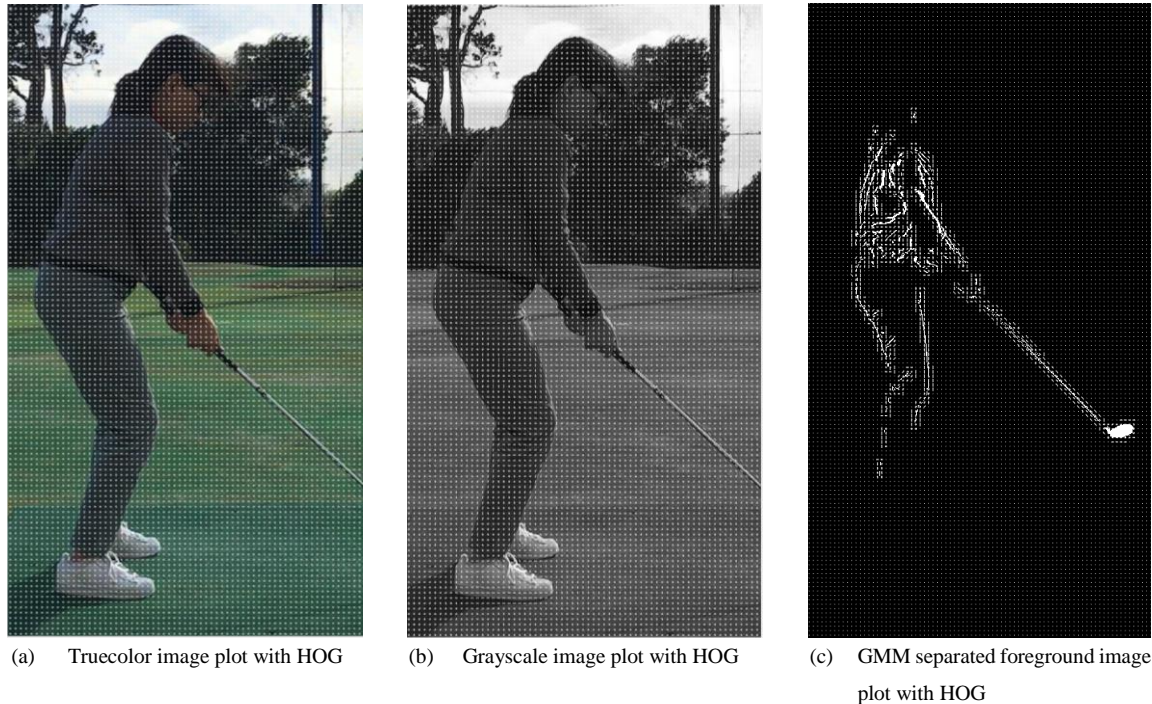 (a) Truecolor image plot with HOG
(b) Grayscale image plot with HOG
(c) GMM separated foreground image
plot with HOG